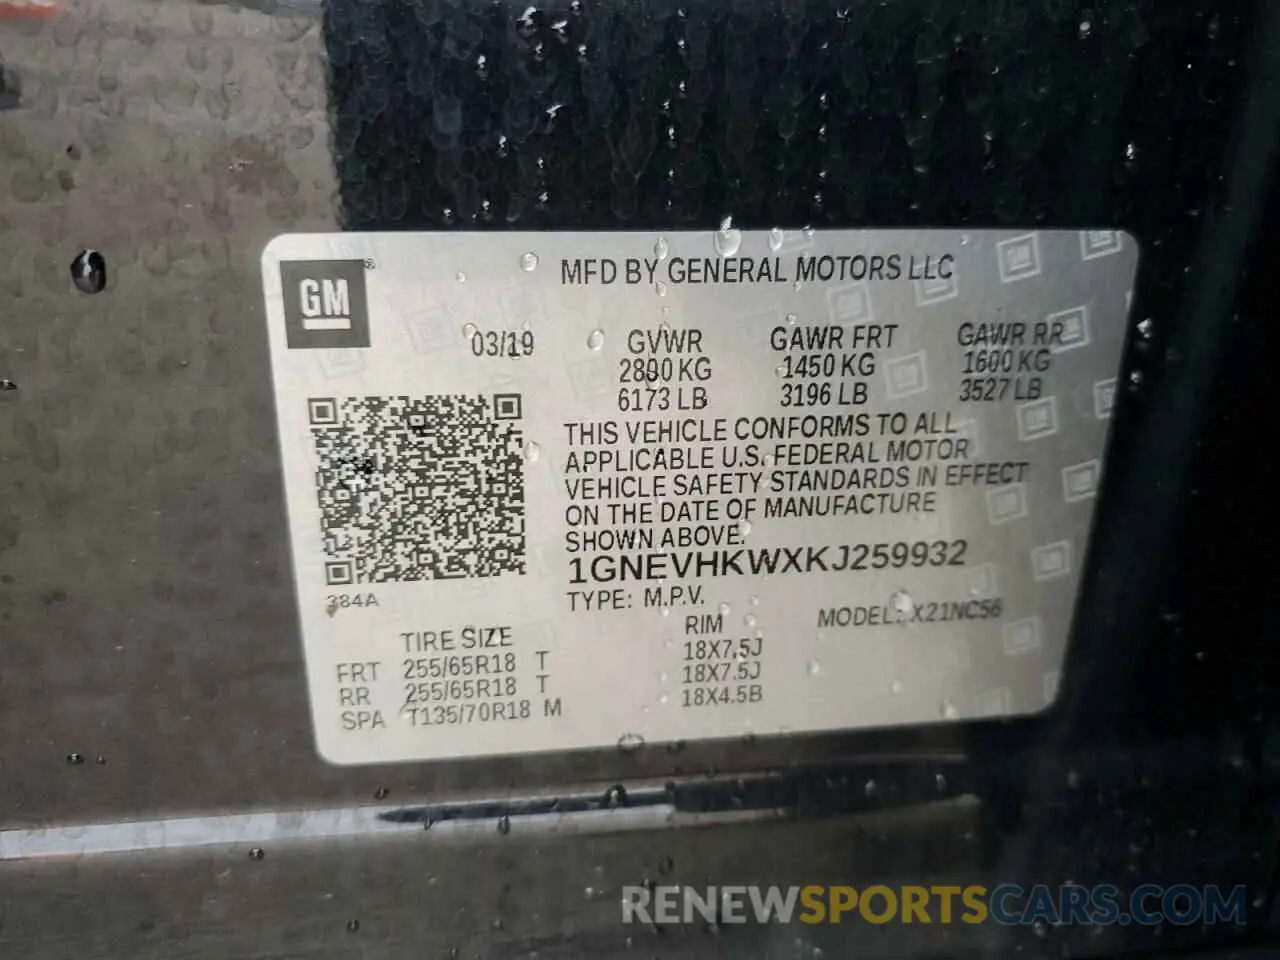 GM ®
MFD BY GENERAL MOTORS LLC
03/19 GVWR GAWR FRT GAWR RR
2800 KG 1450 KG 1600 KG
6173 LB 3196 LB 3527 LB
THIS VEHICLE CONFORMS TO ALL
APPLICABLE U.S. FEDERAL MOTOR
VEHICLE SAFETY STANDARDS IN EFFECT
ON THE DATE OF MANUFACTURE
SHOWN ABOVE.
1GNEVHKWXKJ259932
384A
TYPE: M.P.V. MODEL: X21NC56
TIRE SIZE RIM
FRT 255/65R18 T 18X7.5J
RR 255/65R18 T 18X7.5J
SPA T135/70R18 M 18X4.5B
RENEWSPORTSCARS.COM